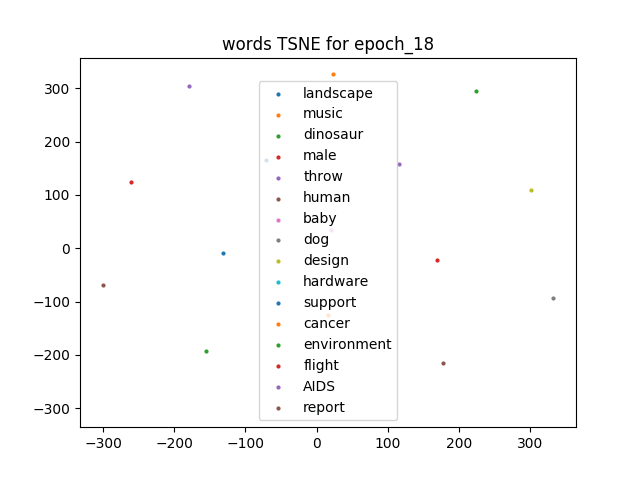 words TSNE for epoch_18
300
200
100
0
−100
−200
−300
landscape
music
dinosaur
male
throw
human
baby
dog
design
hardware
support
cancer
environment
flight
AIDS
report
−300 −200 −100 0 100 200 300